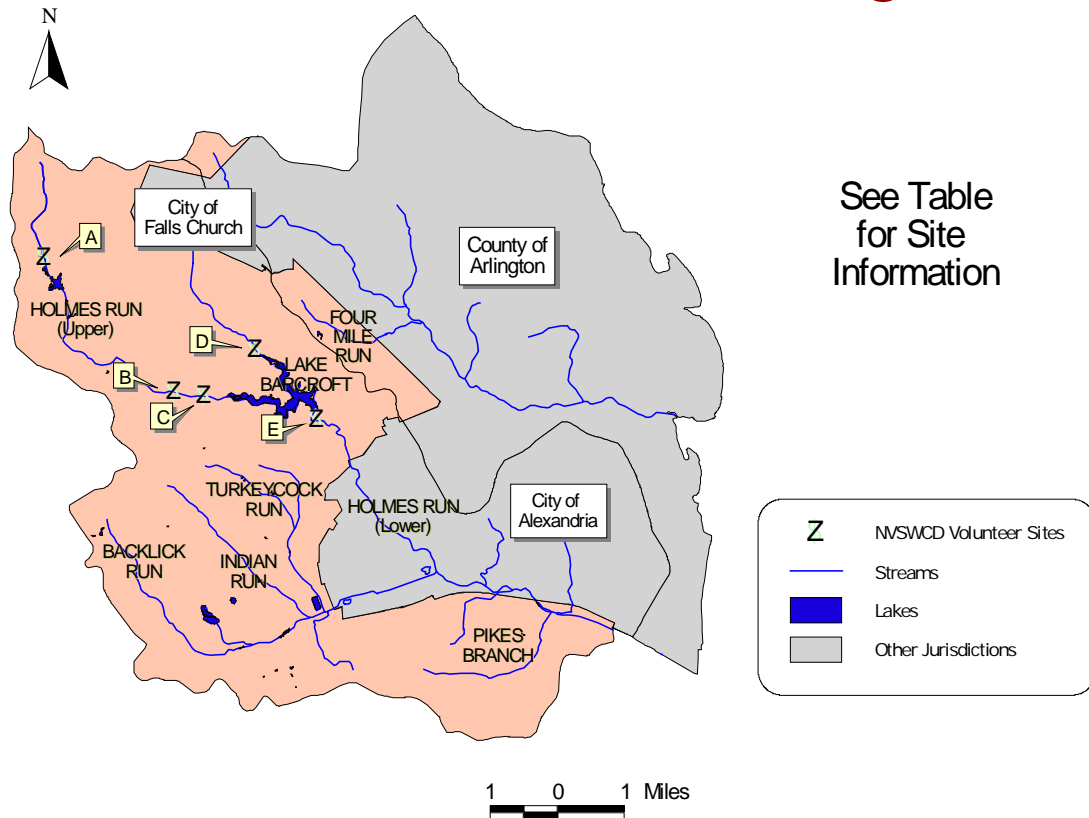 N
See Table
for Site
Information
City of
Falls Church
County of
Arlington
A
HOLMES RUN
(Upper)
FOUR
MILE
RUN
D
LAKE
BARCROFT
B
C
E
Z
Z
Z
Z
Z
TURKEYCOCK
RUN
HOLMES RUN
(Lower)
City of
Alexandria
BACKLICK
RUN
INDIAN
RUN
PIKES-
BRANCH
Z NVSWCD Volunteer Sites
Streams
Lakes
Other Jurisdictions
1 0 1 Miles